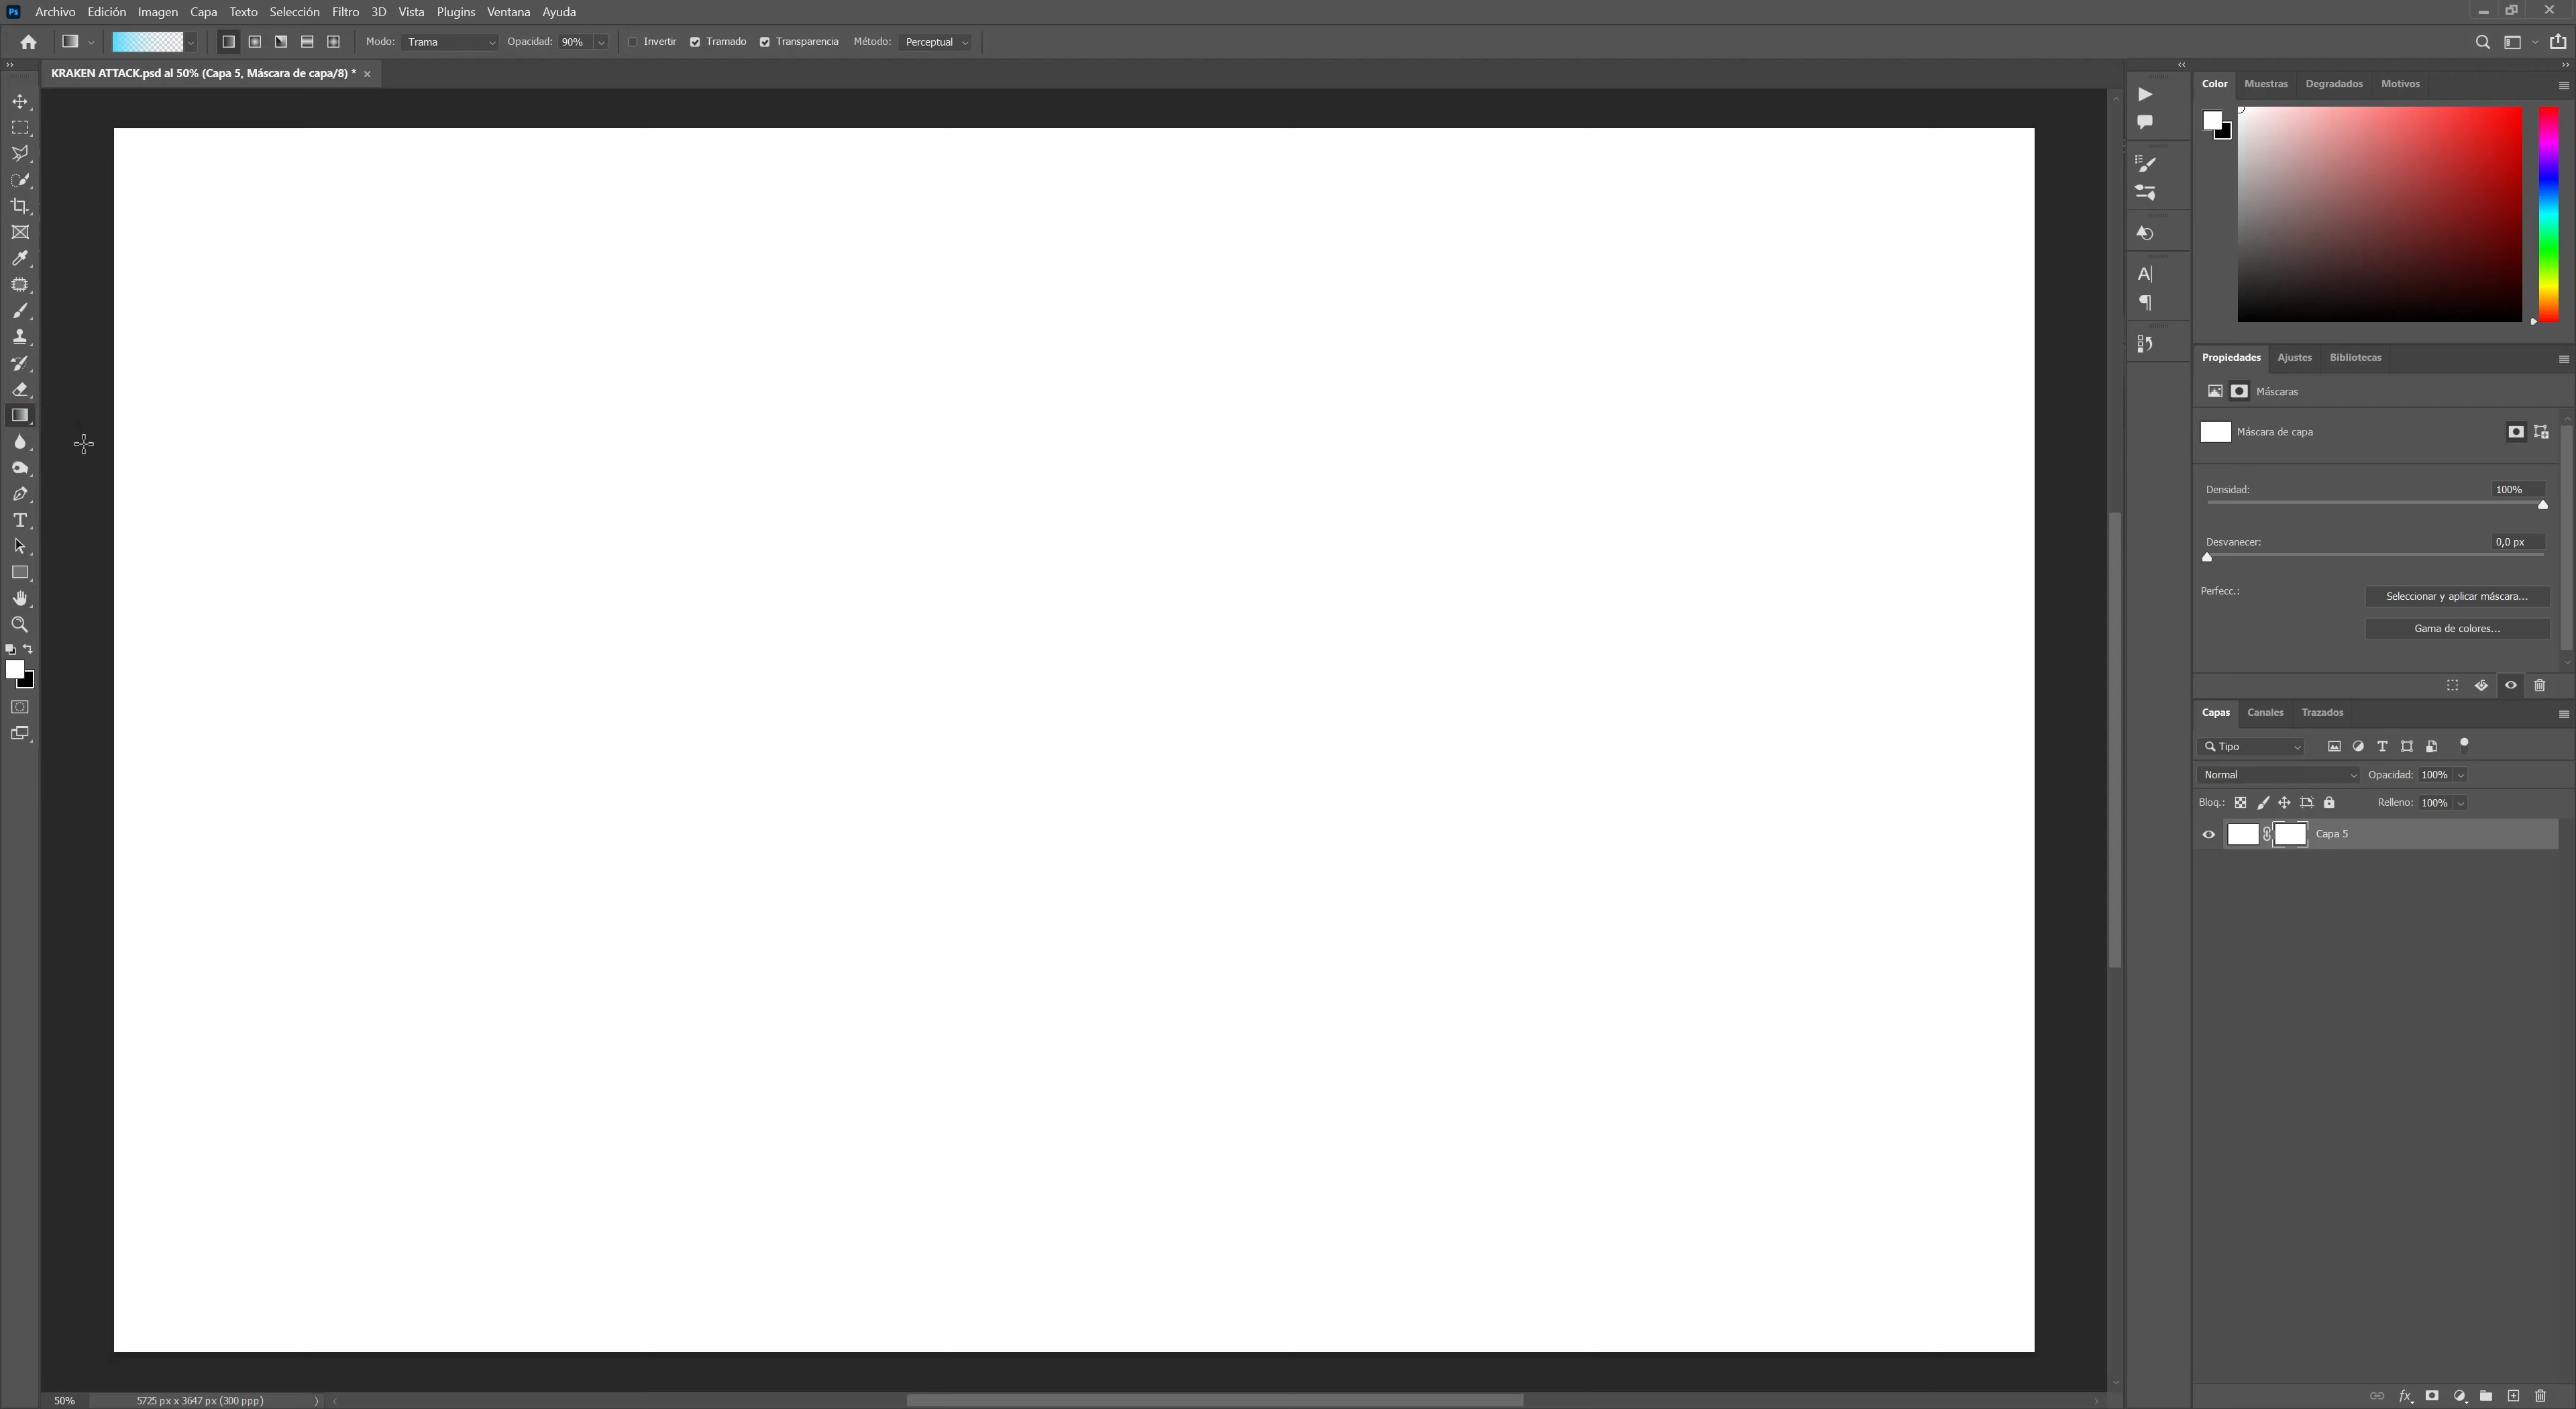 Ps Archivo Edición Imagen Capa Texto Selección Filtro 3D Vista Plugins Ventana Ayuda
Modo: Trama Opacidad: 90% Invertir Tramado Transparencia Método: Perceptual
KRAKEN ATTACK.psd al 50% (Capa 5, Máscara de capa/8) * ×
Color Muestras Degradados Motivos
Propiedades Ajustes Bibliotecas
Máscaras
Máscara de capa
Densidad: 100%
Desvanecer: 0,0 px
Perfecc.: Seleccionar y aplicar máscara...
Gama de colores...
Capas Canales Trazados
Tipo
Normal Opacidad: 100%
Bloq.: Relleno: 100%
Capa 5
50% 5725 px x 3647 px (300 ppp)